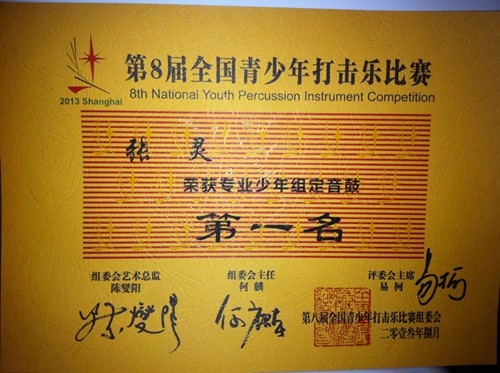 第8届全国青少年打击乐比赛
8th National Youth Percussion Instrument Competition
2013 Shanghai
张 灵
荣获专业少年组定音鼓
第一名
组委会艺术总监 组委会主任 评委会主席
陈燮阳 何麟 易柯
易柯
第八届全国青少年打击乐比赛组委会
二零壹叁年捌月